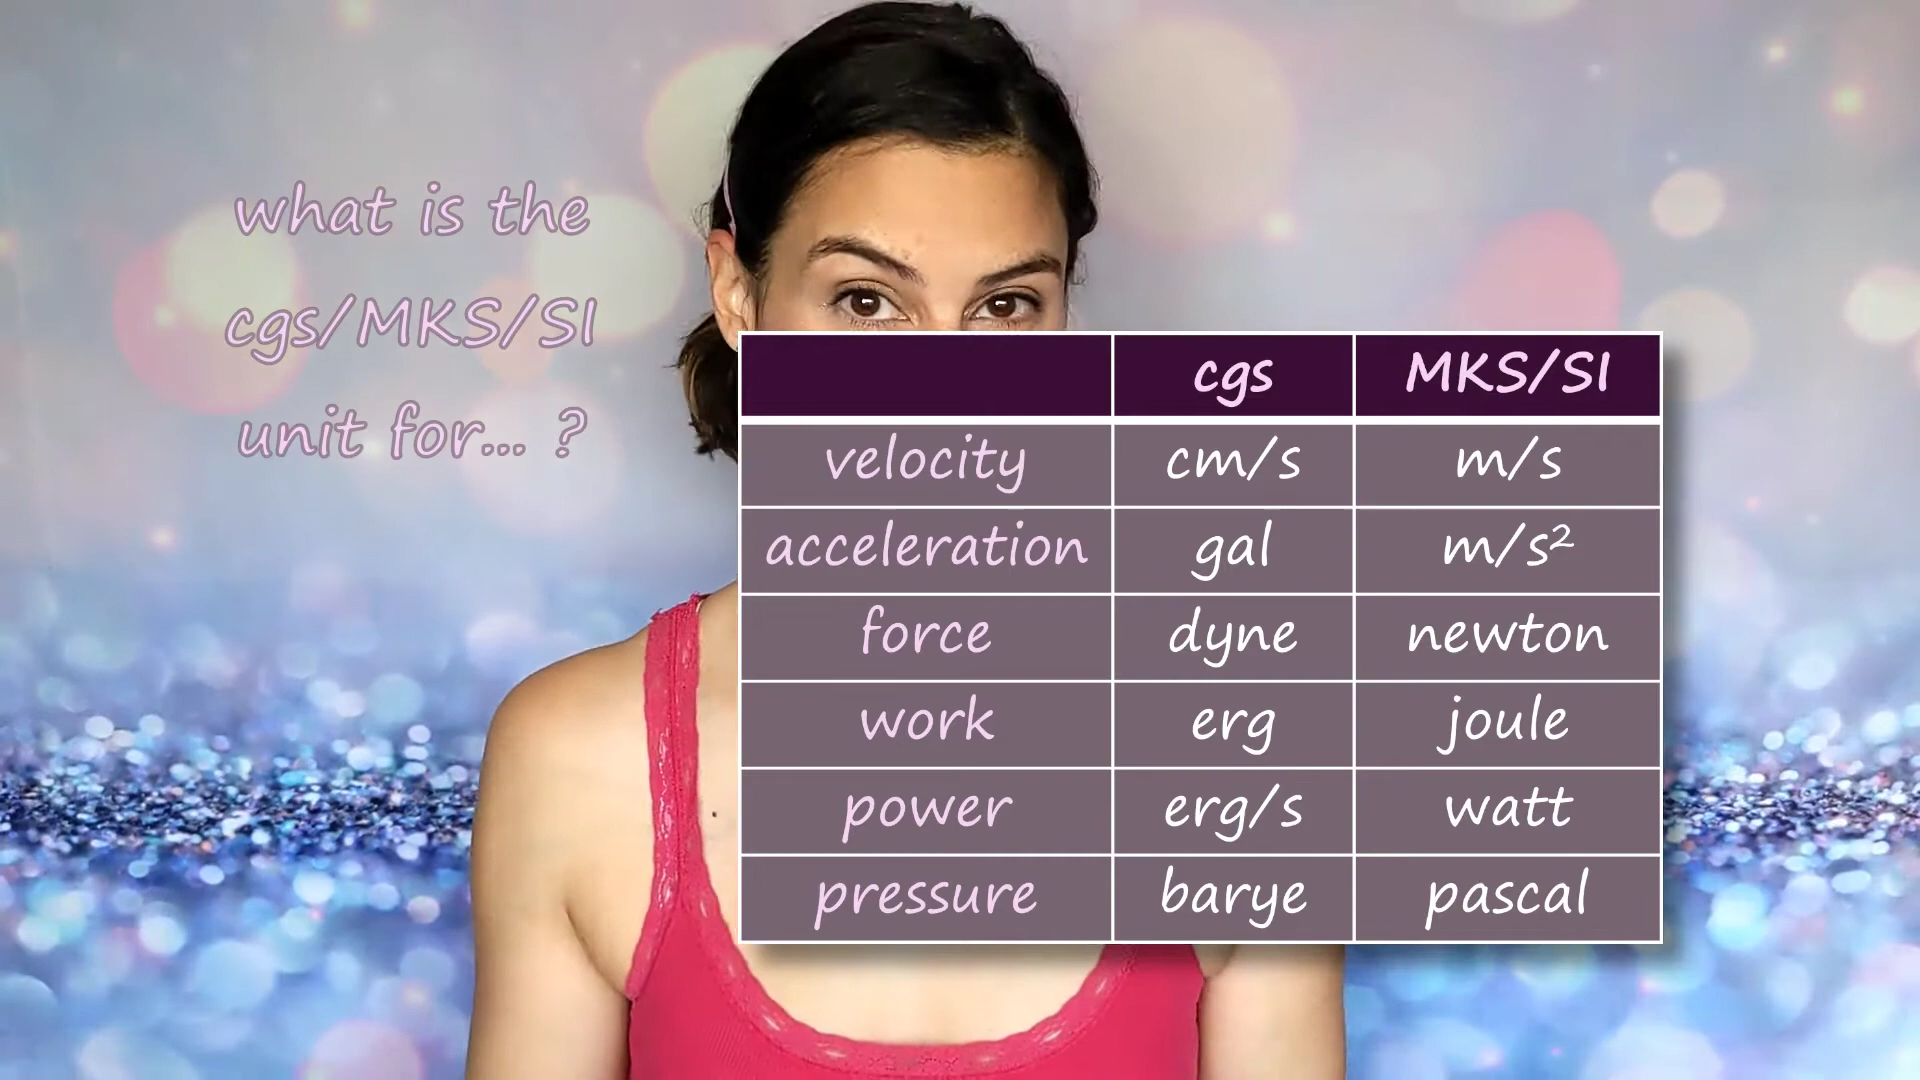 what is the
cgs/MKS/SI
unit for... ?
cgs MKS/SI
velocity cm/s m/s
acceleration gal m/s²
force dyne newton
work erg joule
power erg/s watt
pressure barye pascal